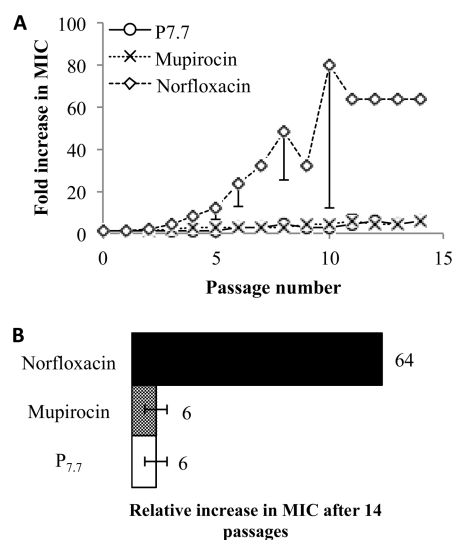 A
100
80
60
40
20
0
Fold increase in MIC
P7.7
Mupirocin
Norfloxacin
0
5
10
15
Passage number
B
Norfloxacin
64
Mupirocin
6
P7.7
6
Relative increase in MIC after 14
passages